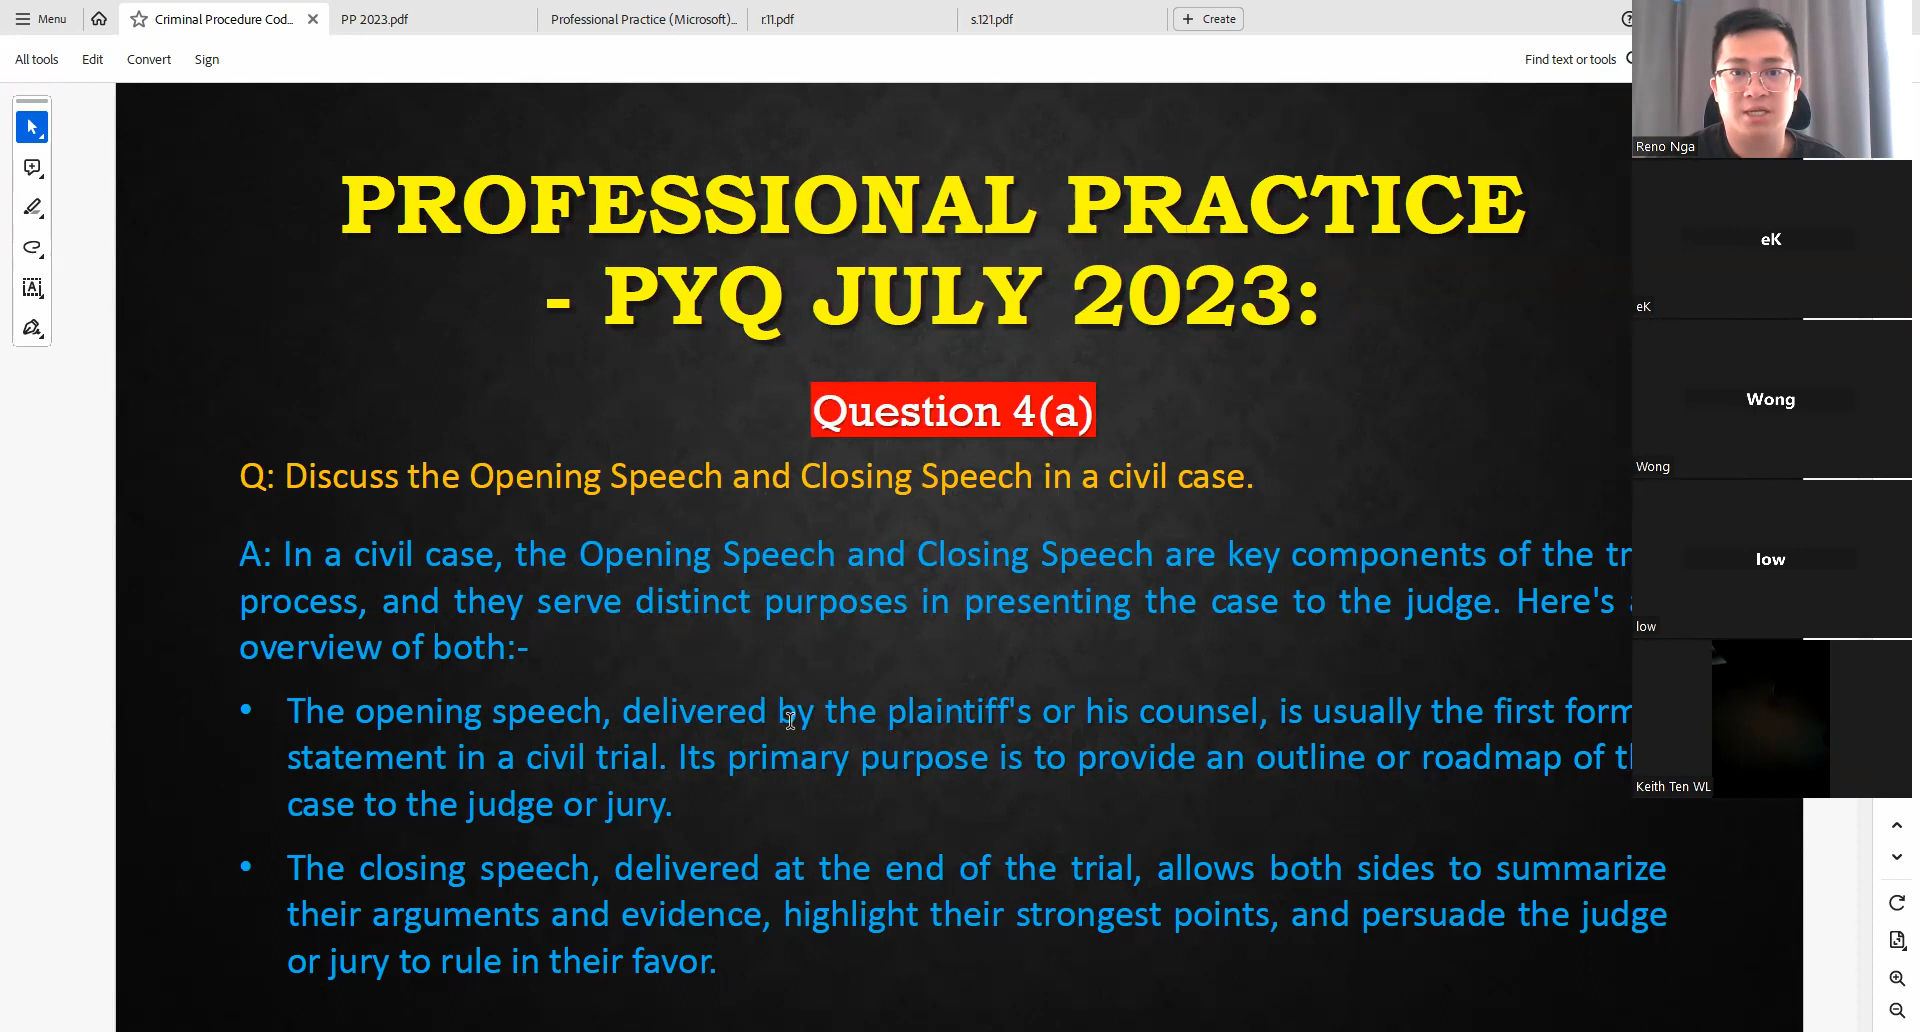 Menu
Criminal Procedure Cod...
PP 2023.pdf
Professional Practice (Microsoft)...
r.11.pdf
s.121.pdf
+ Create
All tools
Edit
Convert
Sign
Find text or tools
PROFESSIONAL PRACTICE
- PYQ JULY 2023:
Question 4(a)
Q: Discuss the Opening Speech and Closing Speech in a civil case.
A: In a civil case, the Opening Speech and Closing Speech are key components of the
process, and they serve distinct purposes in presenting the case to the judge. Here's
overview of both:-
• The opening speech, delivered by the plaintiff's or his counsel, is usually the first
statement in a civil trial. Its primary purpose is to provide an outline or roadmap of
case to the judge or jury.
• The closing speech, delivered at the end of the trial, allows both sides to summarize
their arguments and evidence, highlight their strongest points, and persuade the judge
or jury to rule in their favor.
Reno Nga
eK
eK
Wong
Wong
low
low
Keith Ten WL